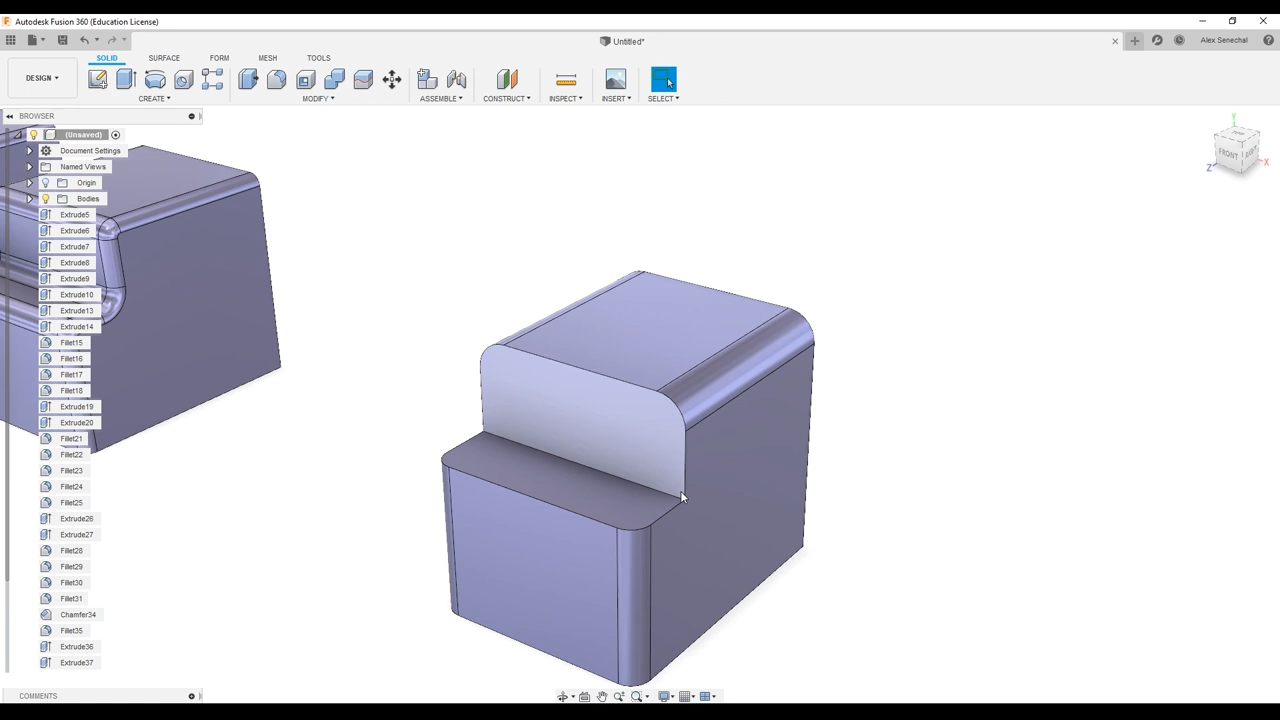 Autodesk Fusion 360 (Education License)
Untitled*
Alex Senechal
SOLID SURFACE FORM MESH TOOLS
DESIGN
CREATE MODIFY ASSEMBLE CONSTRUCT INSPECT INSERT SELECT
BROWSER
(Unsaved)
Document Settings
Named Views
Origin
Bodies
Extrude5
Extrude6
Extrude7
Extrude8
Extrude9
Extrude10
Extrude13
Extrude14
Fillet15
Fillet16
Fillet17
Fillet18
Extrude19
Extrude20
Fillet21
Fillet22
Fillet23
Fillet24
Fillet25
Extrude26
Extrude27
Fillet28
Fillet29
Fillet30
Fillet31
Chamfer34
Fillet35
Extrude36
Extrude37
COMMENTS
Y
TOP
FRONT RIGHT
X
Z